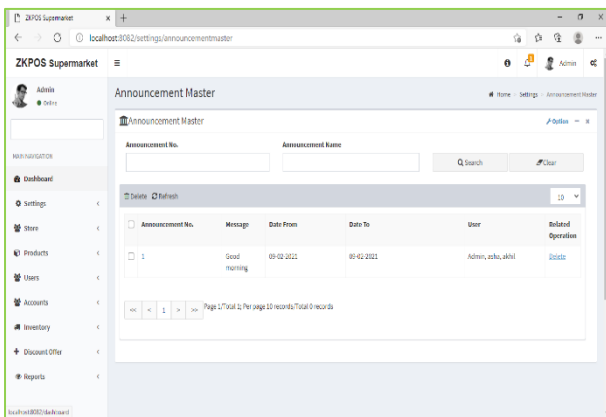 ZKPOS Supermarket
localhost:8082/settings/announcementmaster
ZKPOS Supermarket
Admin
Admin
Online
Announcement Master
Home Settings Announcement Master
Announcement Master
Option
Announcement No.
Announcement Name
Search
Clear
MAIN NAVIGATION
Dashboard
Settings
Store
Products
Users
Accounts
Inventory
Discount Offer
Reports
Delete Refresh
10
Announcement No. Message Date From Date To User Related Operation
1 Good morning 09-02-2021 09-02-2021 Admin, asha, akhil Delete
<< < 1 > >> Page 1/Total 1; Per page 10 records/Total 0 records
localhost:8082/dashboard